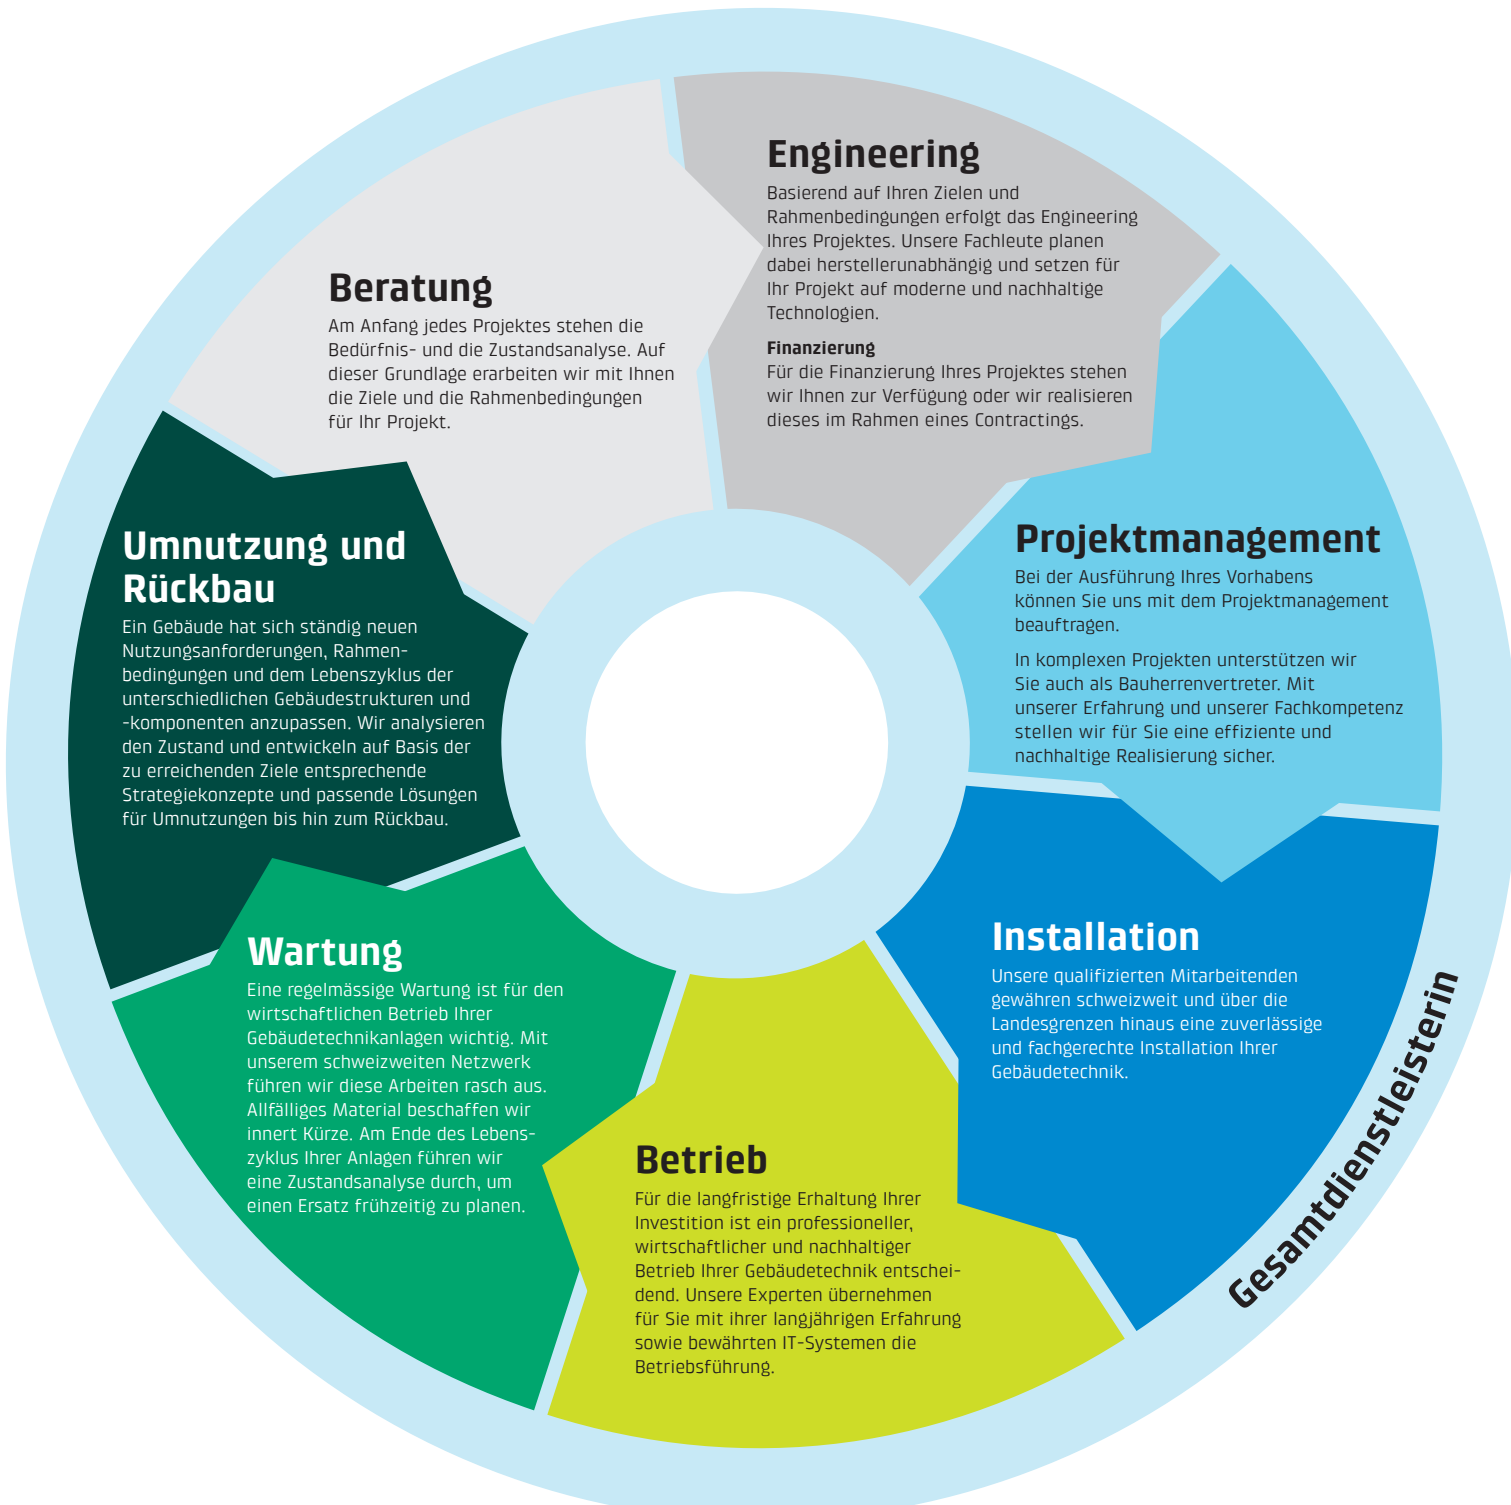 Beratung
Am Anfang jedes Projektes stehen die
Bedürfnis- und die Zustandsanalyse. Auf
dieser Grundlage erarbeiten wir mit Ihnen
die Ziele und die Rahmenbedingungen
für Ihr Projekt.
Engineering
Basierend auf Ihren Zielen und
Rahmenbedingungen erfolgt das Engineering
Ihres Projektes. Unsere Fachleute planen
dabei herstellerunabhängig und setzen für
Ihr Projekt auf moderne und nachhaltige
Technologien.
Finanzierung
Für die Finanzierung Ihres Projektes stehen
wir Ihnen zur Verfügung oder wir realisieren
dieses im Rahmen eines Contractings.
Projektmanagement
Bei der Ausführung Ihres Vorhabens
können Sie uns mit dem Projektmanagement
beauftragen.
In komplexen Projekten unterstützen wir
Sie auch als Bauherrenvertreter. Mit
unserer Erfahrung und unserer Fachkompetenz
stellen wir für Sie eine effiziente und
nachhaltige Realisierung sicher.
Installation
Unsere qualifizierten Mitarbeitenden
gewähren schweizweit und über die
Landesgrenzen hinaus eine zuverlässige
und fachgerechte Installation Ihrer
Gebäudetechnik.
Betrieb
Für die langfristige Erhaltung Ihrer
Investition ist ein professioneller,
wirtschaftlicher und nachhaltiger
Betrieb Ihrer Gebäudetechnik entschei-
dend. Unsere Experten übernehmen
für Sie mit ihrer langjährigen Erfahrung
sowie bewährten IT-Systemen die
Betriebsführung.
Wartung
Eine regelmässige Wartung ist für den
wirtschaftlichen Betrieb Ihrer
Gebäudetechnikanlagen wichtig. Mit
unserem schweizweiten Netzwerk
führen wir diese Arbeiten rasch aus.
Allfälliges Material beschaffen wir
innert Kürze. Am Ende des Lebens-
zyklus Ihrer Anlagen führen wir
eine Zustandsanalyse durch, um
einen Ersatz frühzeitig zu planen.
Umnutzung und
Rückbau
Ein Gebäude hat sich ständig neuen
Nutzungsanforderungen, Rahmen-
bedingungen und dem Lebenszyklus der
unterschiedlichen Gebäudestrukturen und
-komponenten anzupassen. Wir analysieren
den Zustand und entwickeln auf Basis der
zu erreichenden Ziele entsprechende
Strategiekonzepte und passende Lösungen
für Umnutzungen bis hin zum Rückbau.
Gesamtdienstleisterin